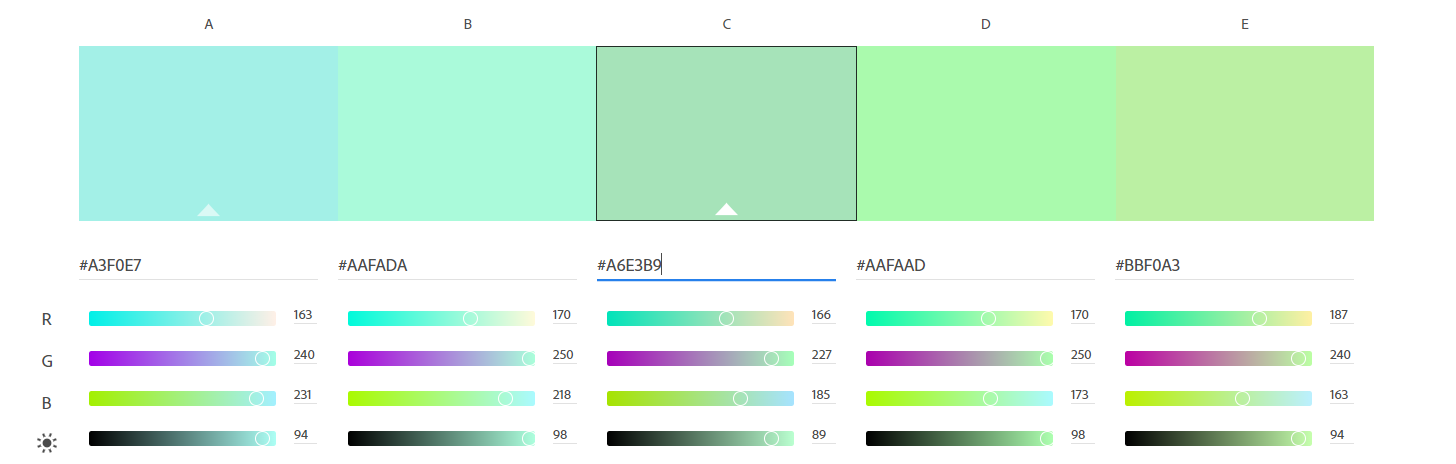 A B C D E
#A3F0E7 #AAFADA #A6E3B9 #AAFAAD #BBF0A3
R 163 170 166 170 187
G 240 250 227 250 240
B 231 218 185 173 163
94 98 89 98 94